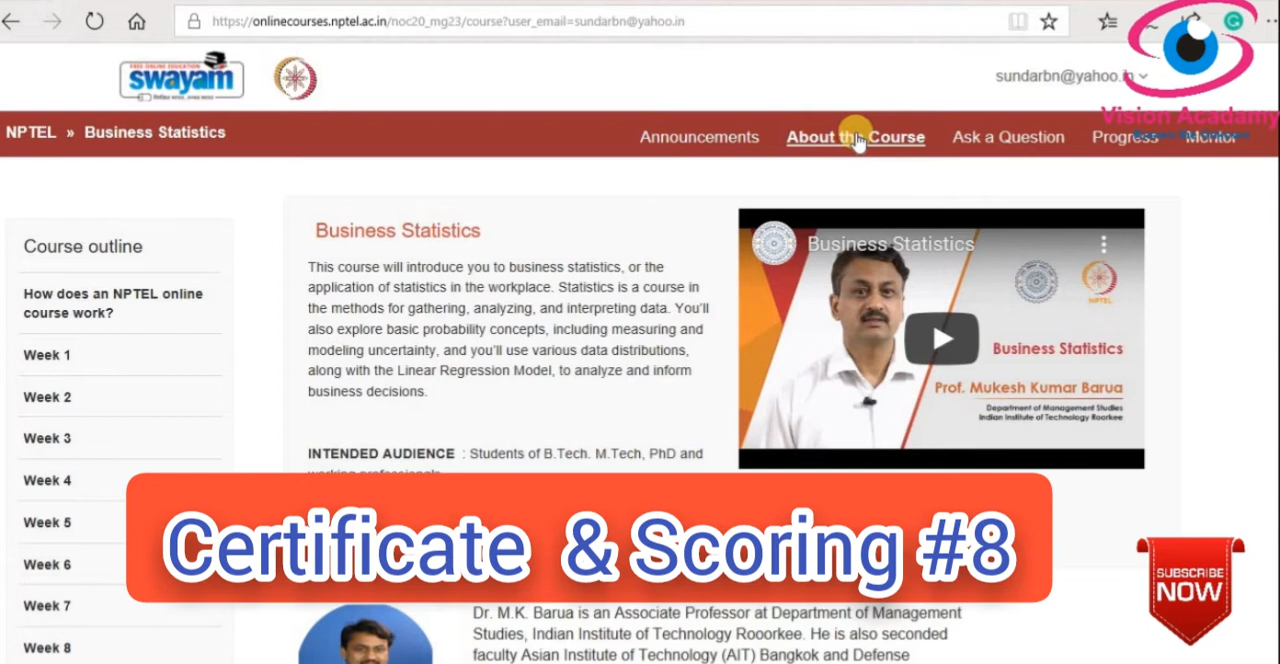 https://onlinecourses.nptel.ac.in/noc20_mg23/course?user_email=sundarbn@yahoo.in
FREE ONLINE EDUCATION
swayam
sundarbn@yahoo.in
Vision Academy
NPTEL » Business Statistics
Announcements
About the Course
Ask a Question
Progress
Mentor
Course outline
How does an NPTEL online
course work?
Week 1
Week 2
Week 3
Week 4
Week 5
Week 6
Week 7
Week 8
Business Statistics
This course will introduce you to business statistics, or the
application of statistics in the workplace. Statistics is a course in
the methods for gathering, analyzing, and interpreting data. You'll
also explore basic probability concepts, including measuring and
modeling uncertainty, and you'll use various data distributions,
along with the Linear Regression Model, to analyze and inform
business decisions.
INTENDED AUDIENCE : Students of B.Tech. M.Tech, PhD and
working professionals
Business Statistics
NPTEL
Business Statistics
Prof. Mukesh Kumar Barua
Department of Management Studies
Indian Institute of Technology Roorkee
Certificate & Scoring #8
SUBSCRIBE
NOW
Dr. M.K. Barua is an Associate Professor at Department of Management
Studies, Indian Institute of Technology Rooorkee. He is also seconded
faculty Asian Institute of Technology (AIT) Bangkok and Defense